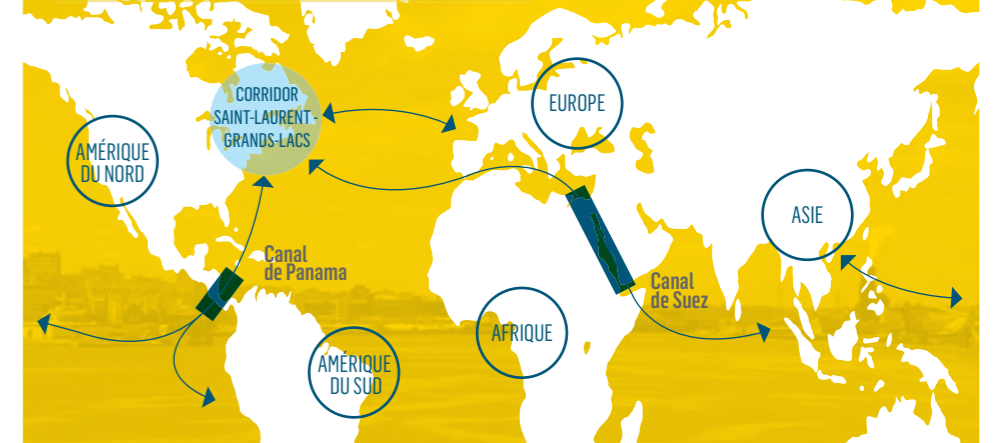 CORRIDOR
SAINT-LAURENT -
GRANDS-LACS
EUROPE
AMÉRIQUE
DU NORD
ASIE
Canal
de Panama
Canal
de Suez
AFRIQUE
AMÉRIQUE
DU SUD